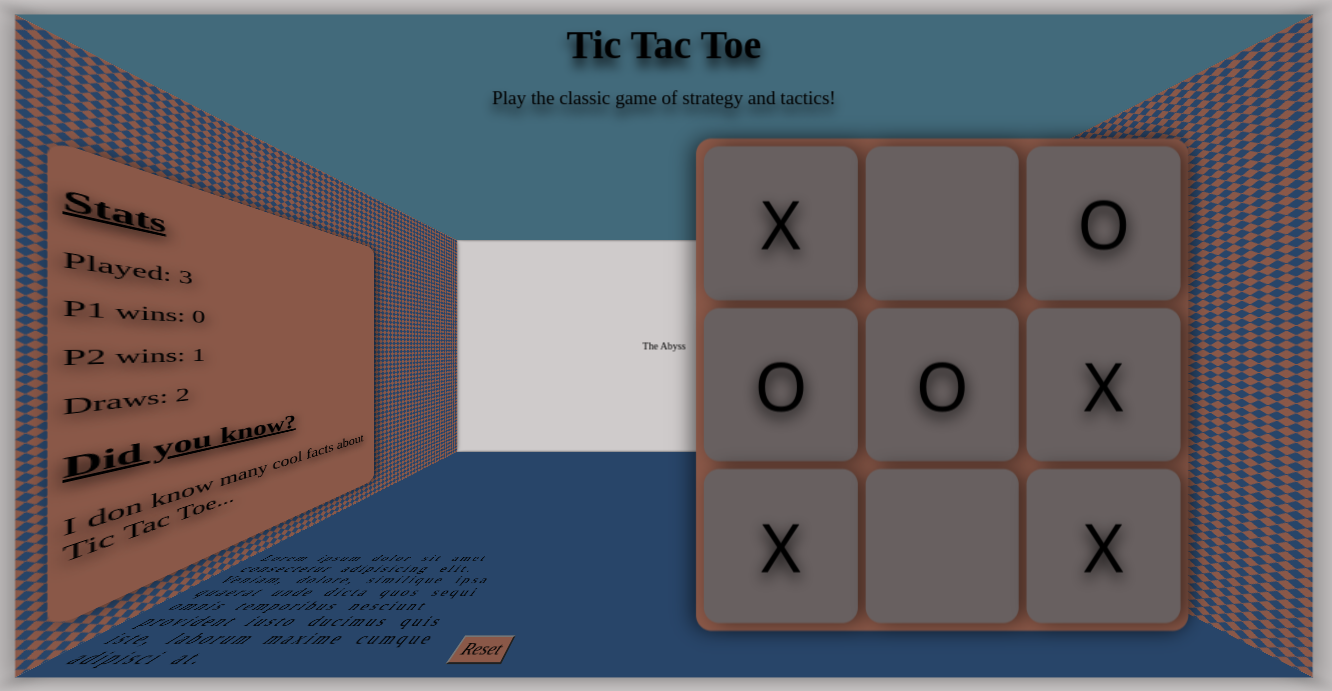 Tic Tac Toe
Play the classic game of strategy and tactics!
Stats
Played: 3
P1 wins: 0
P2 wins: 1
Draws: 2
Did you know?
I don know many cool facts about
Tic Tac Toe...
The Abyss
X O
O O X
X X
Lorem ipsum dolor sit amet
consectetur adipisicing elit.
Veniam, dolore, similique ipsa
quaerat unde dicta quos sequi
omnis temporibus nesciunt
provident iusto ducimus quis
iste, laborum maxime cumque
adipisci at.
Reset